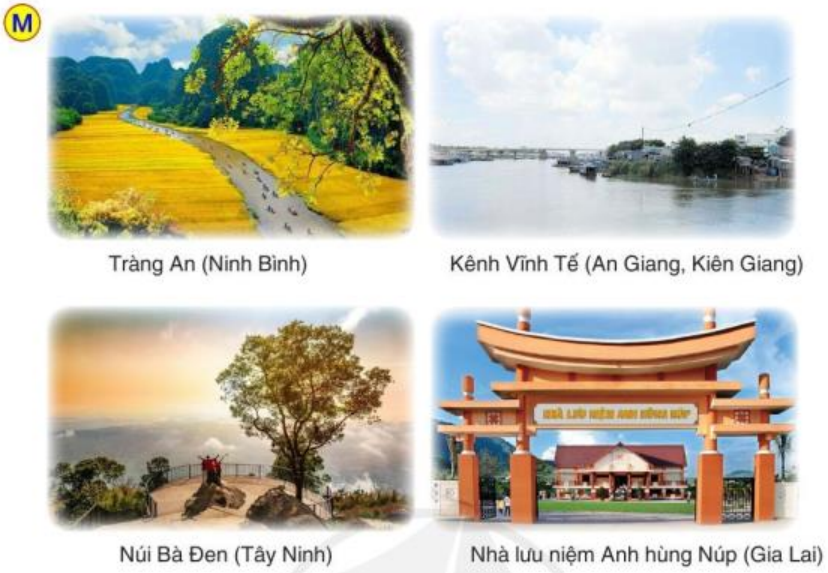 M
Tràng An (Ninh Bình)
Kênh Vĩnh Tế (An Giang, Kiên Giang)
NHÀ LƯU NIỆM ANH HÙNG NÚP
Núi Bà Đen (Tây Ninh)
Nhà lưu niệm Anh hùng Núp (Gia Lai)